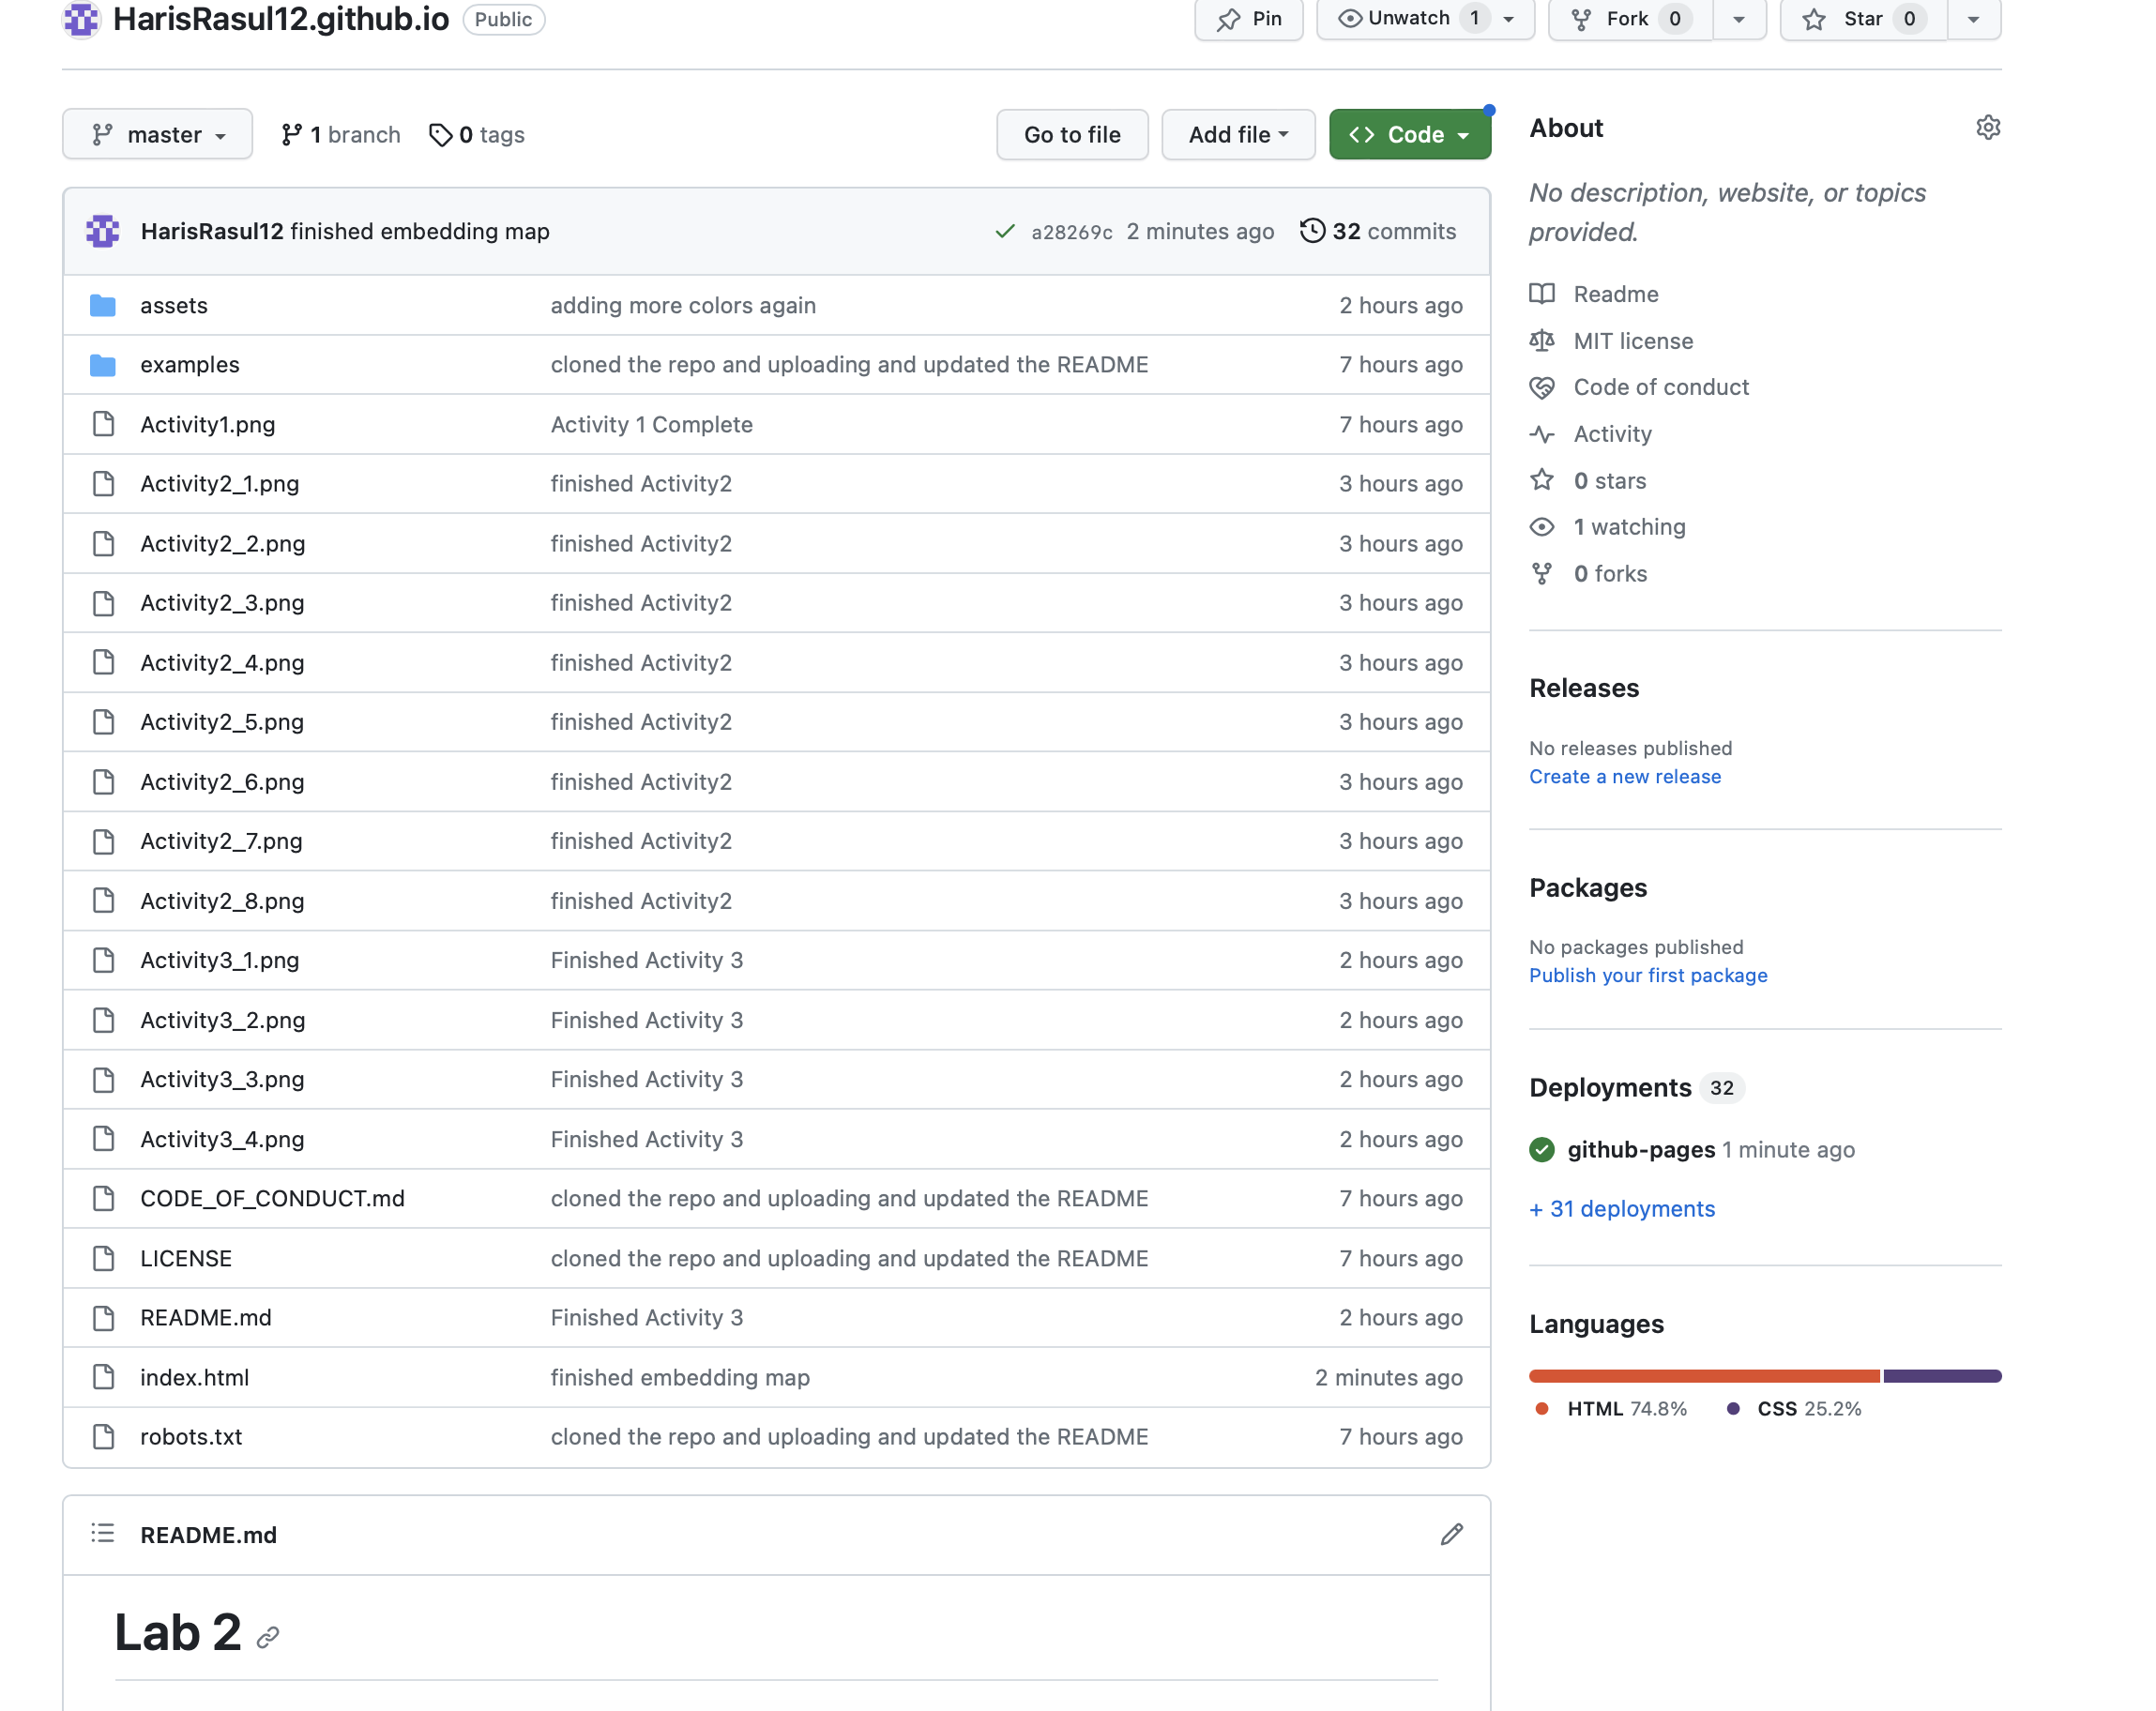 HarisRasul12.github.io Public Pin Unwatch 1 Fork 0 Star 0
master 1 branch 0 tags Go to file Add file <> Code
HarisRasul12 finished embedding map a28269c 2 minutes ago 32 commits
assets adding more colors again 2 hours ago
examples cloned the repo and uploading and updated the README 7 hours ago
Activity1.png Activity 1 Complete 7 hours ago
Activity2_1.png finished Activity2 3 hours ago
Activity2_2.png finished Activity2 3 hours ago
Activity2_3.png finished Activity2 3 hours ago
Activity2_4.png finished Activity2 3 hours ago
Activity2_5.png finished Activity2 3 hours ago
Activity2_6.png finished Activity2 3 hours ago
Activity2_7.png finished Activity2 3 hours ago
Activity2_8.png finished Activity2 3 hours ago
Activity3_1.png Finished Activity 3 2 hours ago
Activity3_2.png Finished Activity 3 2 hours ago
Activity3_3.png Finished Activity 3 2 hours ago
Activity3_4.png Finished Activity 3 2 hours ago
CODE_OF_CONDUCT.md cloned the repo and uploading and updated the README 7 hours ago
LICENSE cloned the repo and uploading and updated the README 7 hours ago
README.md Finished Activity 3 2 hours ago
index.html finished embedding map 2 minutes ago
robots.txt cloned the repo and uploading and updated the README 7 hours ago
README.md
Lab 2
About
No description, website, or topics
provided.
Readme
MIT license
Code of conduct
Activity
0 stars
1 watching
0 forks
Releases
No releases published
Create a new release
Packages
No packages published
Publish your first package
Deployments 32
github-pages 1 minute ago
+ 31 deployments
Languages
HTML 74.8% CSS 25.2%